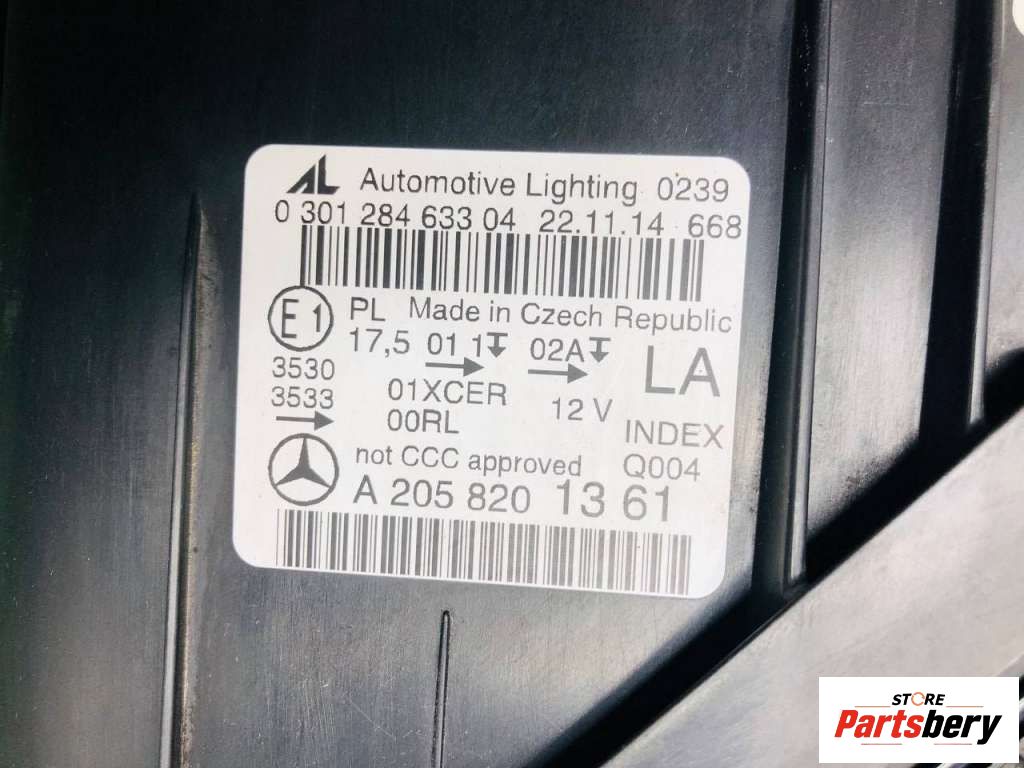 AL Automotive Lighting 0239
0 301 284 633 04 22.11.14 668
E1 PL Made in Czech Republic
17,5 01 1 02A LA
3530
3533
01XCER 12 V
00RL INDEX
not CCC approved Q004
A 205 820 1361
STORE
Partsbery